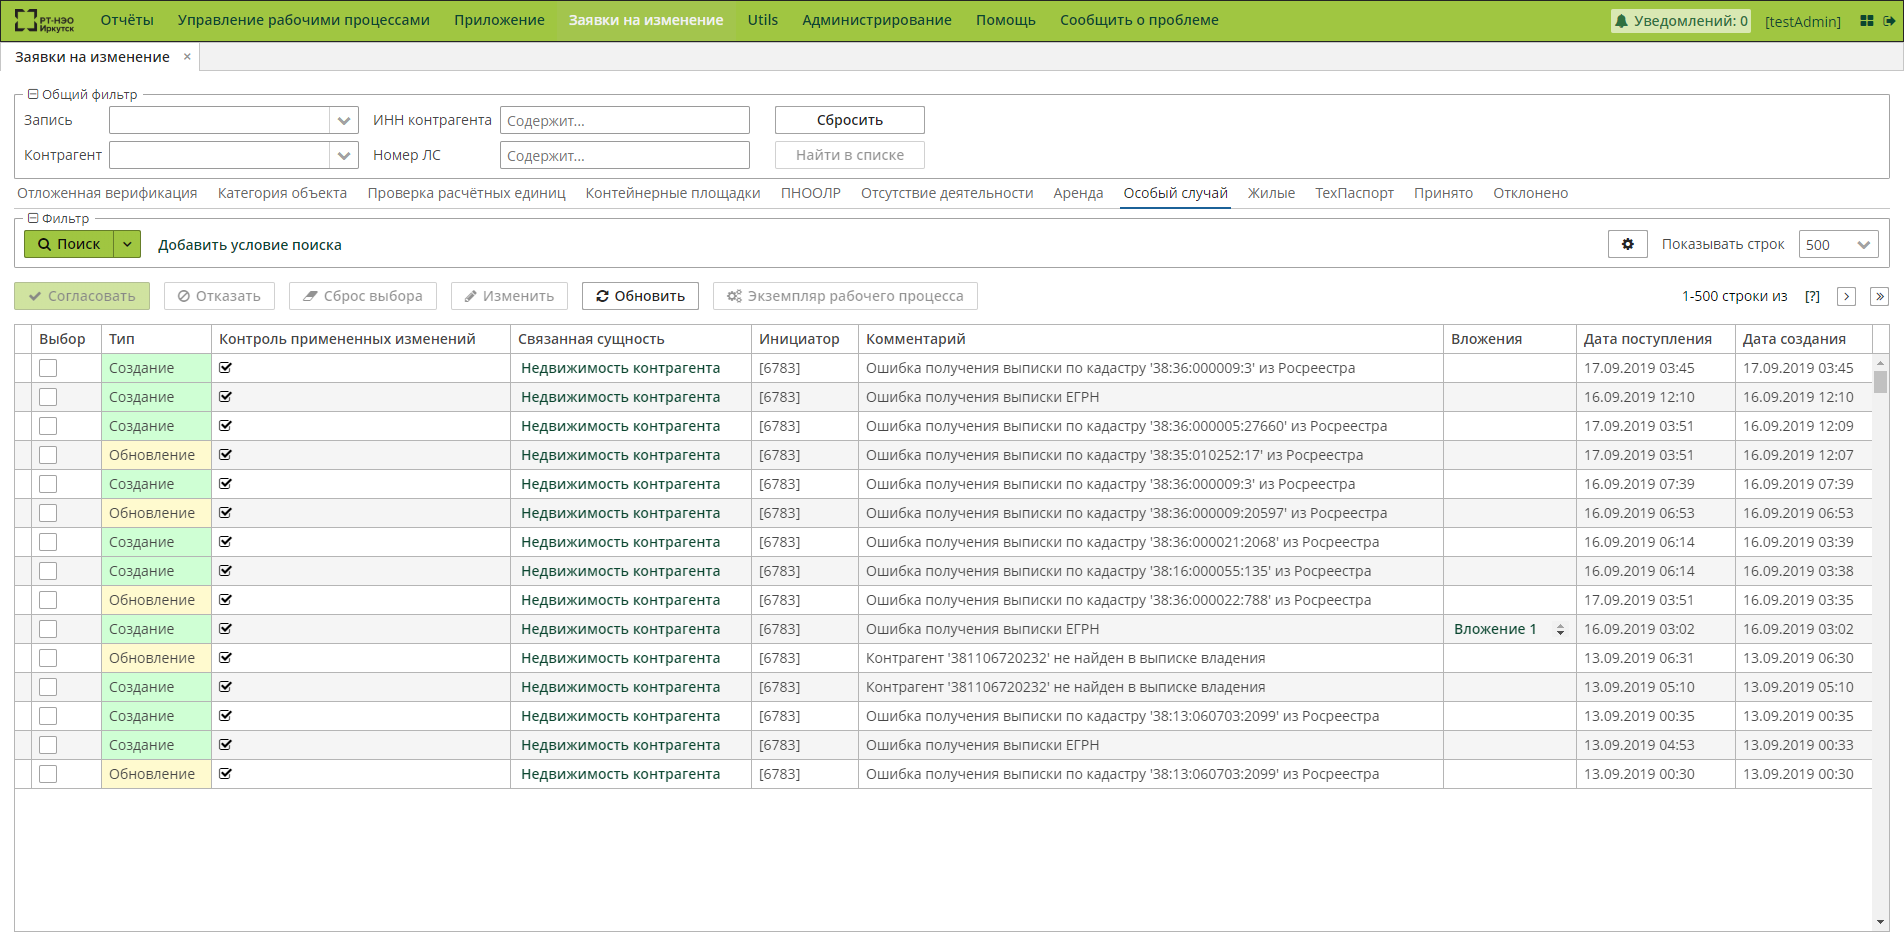 РТ-НЭО Иркутск Отчёты Управление рабочими процессами Приложение Заявки на изменение Utils Администрирование Помощь Сообщить о проблеме Уведомлений: 0 [testAdmin]
Заявки на изменение ×
Общий фильтр
Запись ИНН контрагента Содержит... Сбросить
Контрагент Номер ЛС Содержит... Найти в списке
Отложенная верификация Категория объекта Проверка расчётных единиц Контейнерные площадки ПНООЛР Отсутствие деятельности Аренда Особый случай Жилые ТехПаспорт Принято Отклонено
Фильтр
Поиск Добавить условие поиска Показывать строк 500
Согласовать Отказать Сброс выбора Изменить Обновить Экземпляр рабочего процесса 1-500 строки из [?]
Выбор Тип Контроль примененных изменений Связанная сущность Инициатор Комментарий Вложения Дата поступления Дата создания
Создание Недвижимость контрагента [6783] Ошибка получения выписки по кадастру '38:36:000009:3' из Росреестра 17.09.2019 03:45 17.09.2019 03:45
Создание Недвижимость контрагента [6783] Ошибка получения выписки ЕГРН 16.09.2019 12:10 16.09.2019 12:10
Создание Недвижимость контрагента [6783] Ошибка получения выписки по кадастру '38:36:000005:27660' из Росреестра 17.09.2019 03:51 16.09.2019 12:09
Обновление Недвижимость контрагента [6783] Ошибка получения выписки по кадастру '38:35:010252:17' из Росреестра 17.09.2019 03:51 16.09.2019 12:07
Создание Недвижимость контрагента [6783] Ошибка получения выписки по кадастру '38:36:000009:3' из Росреестра 16.09.2019 07:39 16.09.2019 07:39
Обновление Недвижимость контрагента [6783] Ошибка получения выписки по кадастру '38:36:000009:20597' из Росреестра 16.09.2019 06:53 16.09.2019 06:53
Создание Недвижимость контрагента [6783] Ошибка получения выписки по кадастру '38:36:000021:2068' из Росреестра 16.09.2019 06:14 16.09.2019 03:39
Создание Недвижимость контрагента [6783] Ошибка получения выписки по кадастру '38:16:000055:135' из Росреестра 16.09.2019 06:14 16.09.2019 03:38
Обновление Недвижимость контрагента [6783] Ошибка получения выписки по кадастру '38:36:000022:788' из Росреестра 17.09.2019 03:51 16.09.2019 03:35
Создание Недвижимость контрагента [6783] Ошибка получения выписки ЕГРН Вложение 1 16.09.2019 03:02 16.09.2019 03:02
Обновление Недвижимость контрагента [6783] Контрагент '381106720232' не найден в выписке владения 13.09.2019 06:31 13.09.2019 06:30
Создание Недвижимость контрагента [6783] Контрагент '381106720232' не найден в выписке владения 13.09.2019 05:10 13.09.2019 05:10
Создание Недвижимость контрагента [6783] Ошибка получения выписки по кадастру '38:13:060703:2099' из Росреестра 13.09.2019 00:35 13.09.2019 00:35
Создание Недвижимость контрагента [6783] Ошибка получения выписки ЕГРН 13.09.2019 04:53 13.09.2019 00:33
Обновление Недвижимость контрагента [6783] Ошибка получения выписки по кадастру '38:13:060703:2099' из Росреестра 13.09.2019 00:30 13.09.2019 00:30